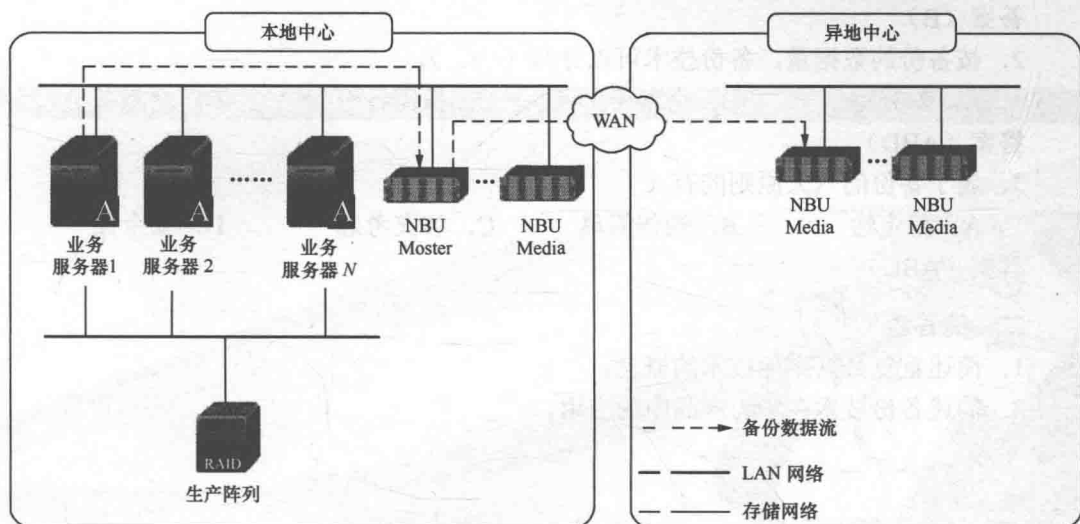 本地中心
异地中心
WAN
A
A
A
业务
服务器1
业务
服务器2
业务
服务器N
NBU
Moster
NBU
Media
NBU
Media
NBU
Media
RAID
生产阵列
备份数据流
LAN 网络
存储网络